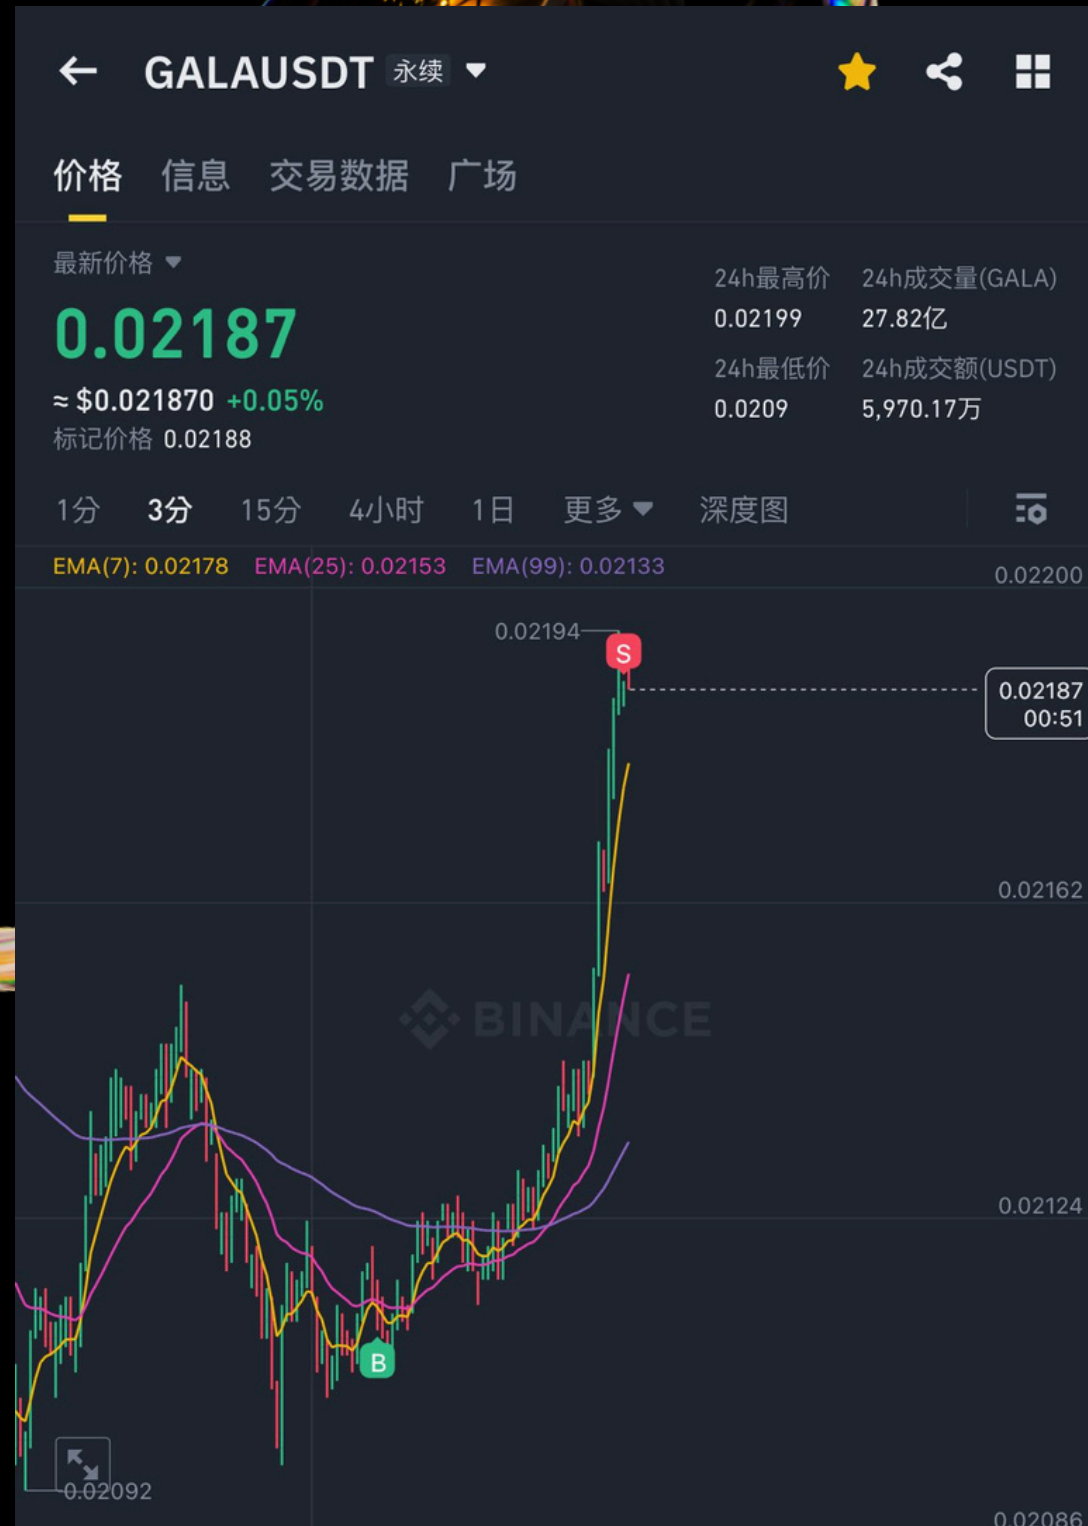 GALAUSDT 永续
价格 信息 交易数据 广场
最新价格
0.02187
≈ $0.021870 +0.05%
标记价格 0.02188
24h最高价 24h成交量(GALA)
0.02199 27.82亿
24h最低价 24h成交额(USDT)
0.0209 5,970.17万
1分 3分 15分 4小时 1日 更多 深度图
EMA(7): 0.02178 EMA(25): 0.02153 EMA(99): 0.02133
0.02200
0.02194
S
0.02187
00:51
0.02162
BINANCE
0.02124
B
0.02092
0.02086